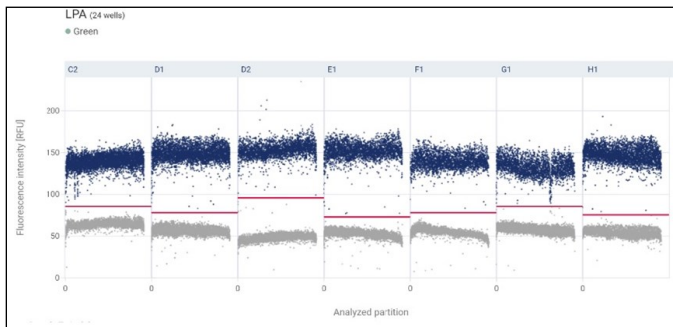 LPA (24 wells)
Green
C2 D1 D2 E1 F1 G1 H1
Fluorescence intensity [RFU]
200
150
100
50
0
0 0 0 0 0 0 0
Analyzed partition